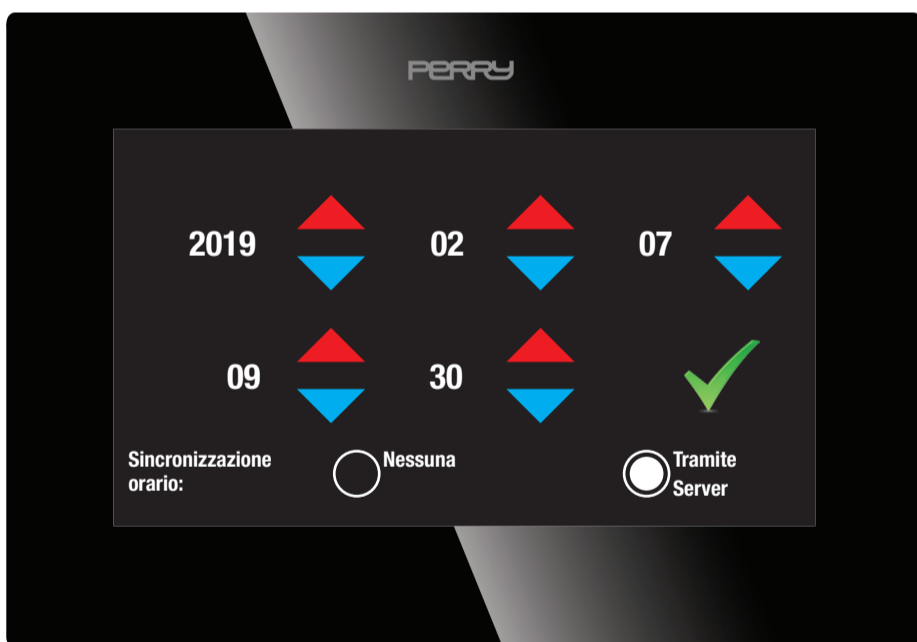 PERRY
2019 02 07
09 30
Sincronizzazione
orario:
Nessuna
Tramite
Server